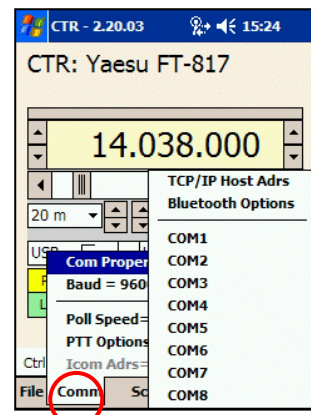 CTR - 2.20.03 15:24
CTR: Yaesu FT-817
14.038.000
TCP/IP Host Adrs
Bluetooth Options
20 m
COM1
Com Proper
COM2
Baud = 960
COM3
COM4
Poll Speed=
COM5
PTT Options
COM6
Ctrl Icom Adrs=
COM7
File Comm Sc
COM8